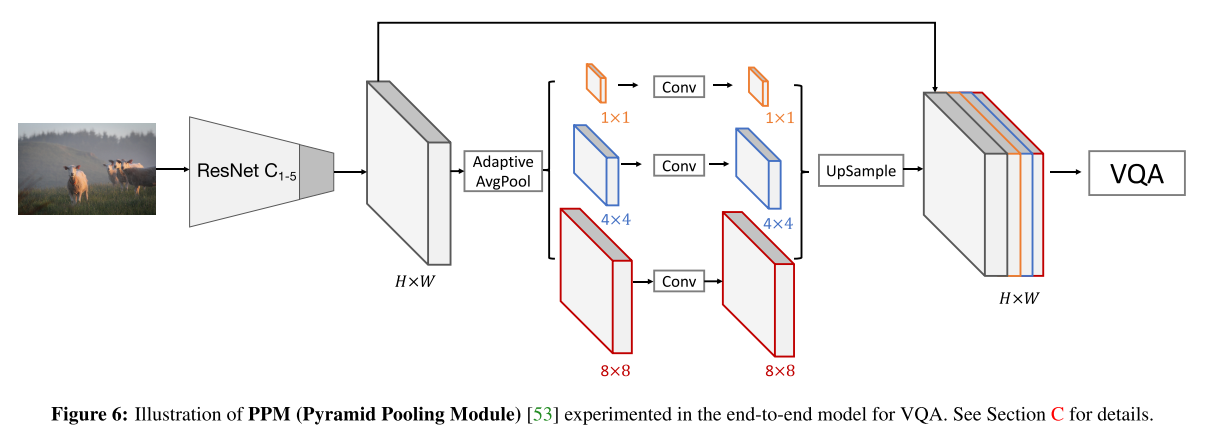 ResNet C1-5
H×W
Adaptive
AvgPool
1×1
Conv
1×1
4×4
Conv
4×4
8×8
Conv
8×8
UpSample
H×W
VQA
Figure 6: Illustration of PPM (Pyramid Pooling Module) [53] experimented in the end-to-end model for VQA. See Section C for details.